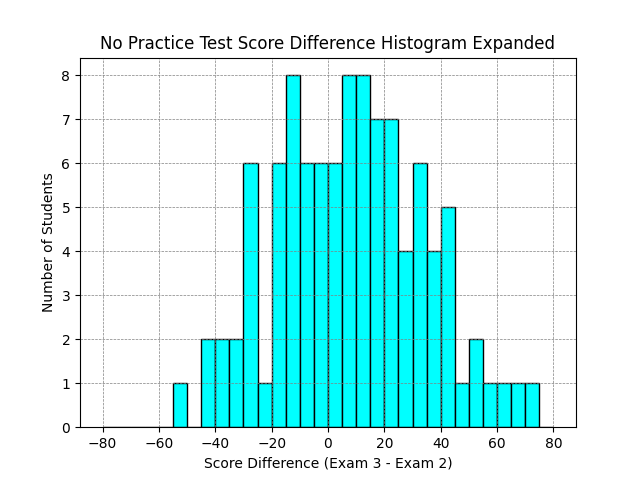 No Practice Test Score Difference Histogram Expanded
8
7
6
5
4
3
2
1
0
Number of Students
−80 −60 −40 −20 0 20 40 60 80
Score Difference (Exam 3 - Exam 2)